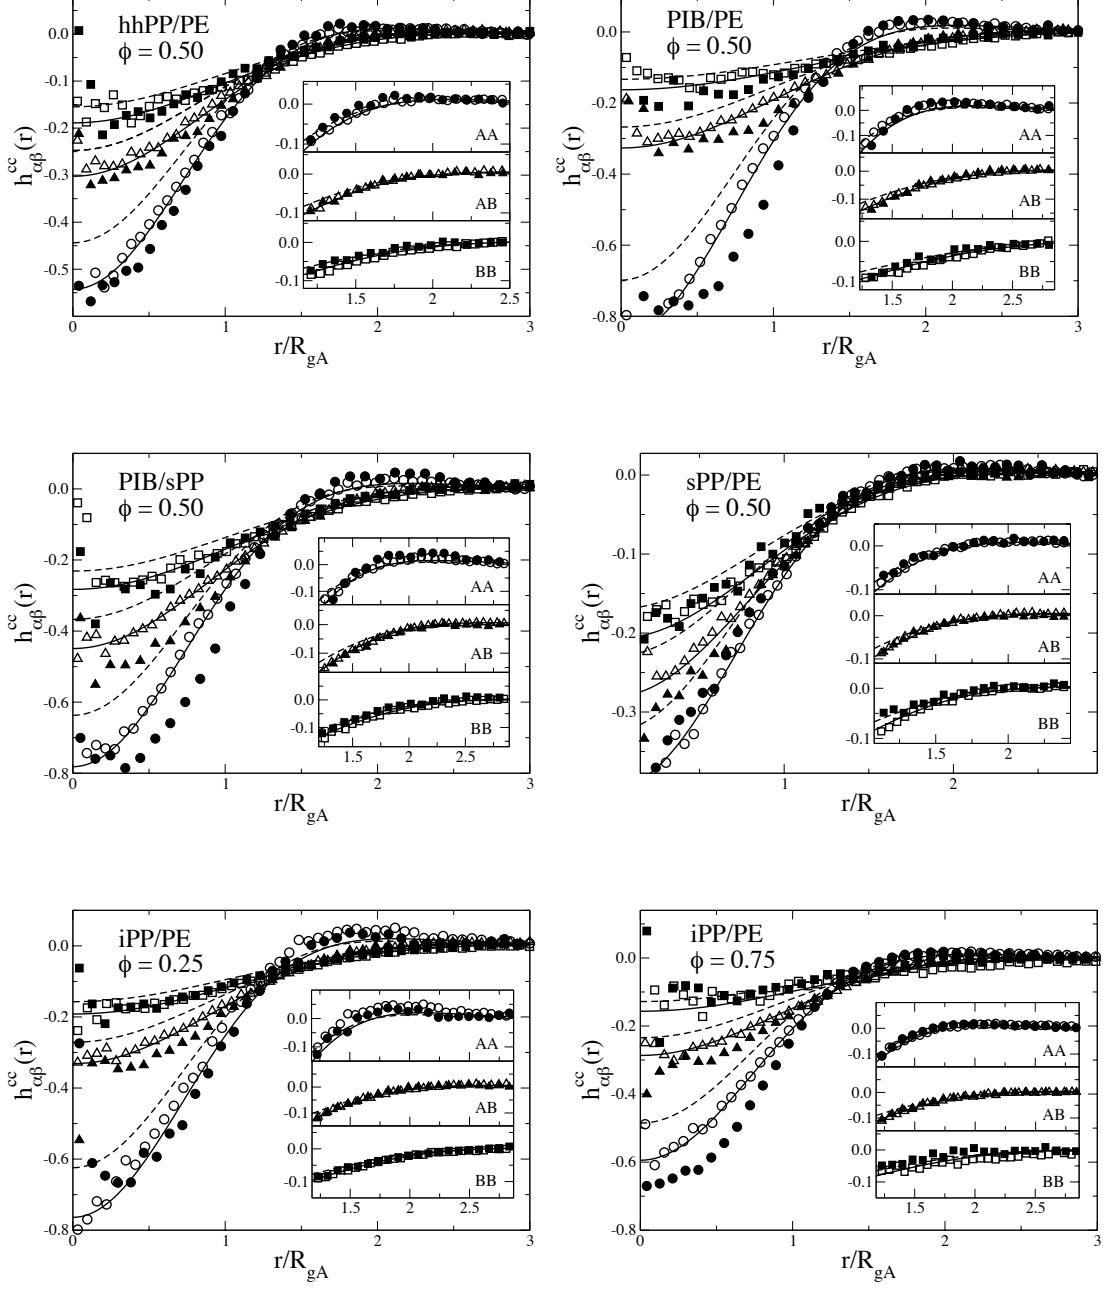 hhPP/PE
ϕ = 0.50
0.0
-0.1
-0.2
-0.3
-0.4
-0.5
h^cc_αβ(r)
0.0
-0.1
AA
0.0
-0.1
AB
0.0
-0.1
BB
1.5 2 2.5
0 1 2 3
r/R_gA
PIB/PE
ϕ = 0.50
0.0
-0.2
-0.4
-0.6
-0.8
h^cc_αβ(r)
0.0
-0.1
AA
0.0
-0.1
AB
0.0
-0.1
BB
1.5 2 2.5
0 1 2 3
r/R_gA
PIB/sPP
ϕ = 0.50
0.0
-0.2
-0.4
-0.6
-0.8
h^cc_αβ(r)
0.0
-0.1
AA
0.0
-0.1
AB
0.0
-0.1
BB
1.5 2 2.5
0 1 2 3
r/R_gA
sPP/PE
ϕ = 0.50
0.0
-0.1
-0.2
-0.3
h^cc_αβ(r)
0.0
-0.1
AA
0.0
-0.1
AB
0.0
-0.1
BB
1.5 2
0 1 2
r/R_gA
iPP/PE
ϕ = 0.25
0.0
-0.2
-0.4
-0.6
-0.8
h^cc_αβ(r)
0.0
-0.1
AA
0.0
-0.1
AB
0.0
-0.1
BB
1.5 2 2.5
0 1 2 3
r/R_gA
iPP/PE
ϕ = 0.75
0.0
-0.2
-0.4
-0.6
-0.8
h^cc_αβ(r)
0.0
-0.1
AA
0.0
-0.1
AB
0.0
-0.1
BB
1.5 2 2.5
0 1 2 3
r/R_gA